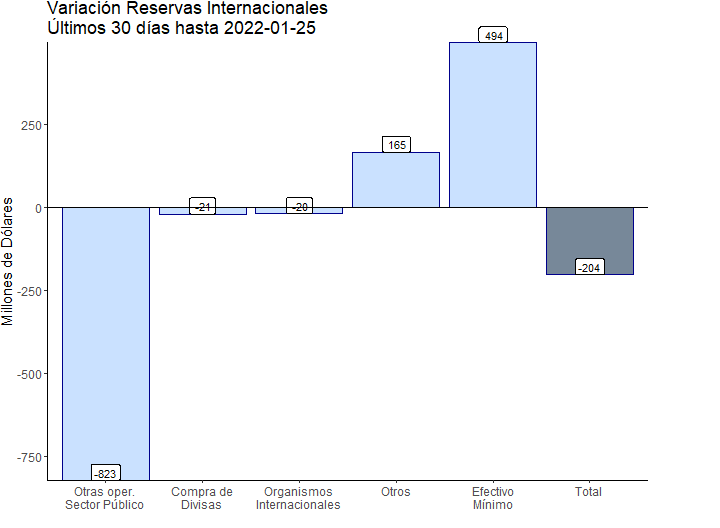 Variación Reservas Internacionales
Últimos 30 días hasta 2022-01-25
Millones de Dólares
250
0
-250
-500
-750
-823
-21
-20
165
494
-204
Otras oper.
Sector Público
Compra de
Divisas
Organismos
Internacionales
Otros
Efectivo
Mínimo
Total